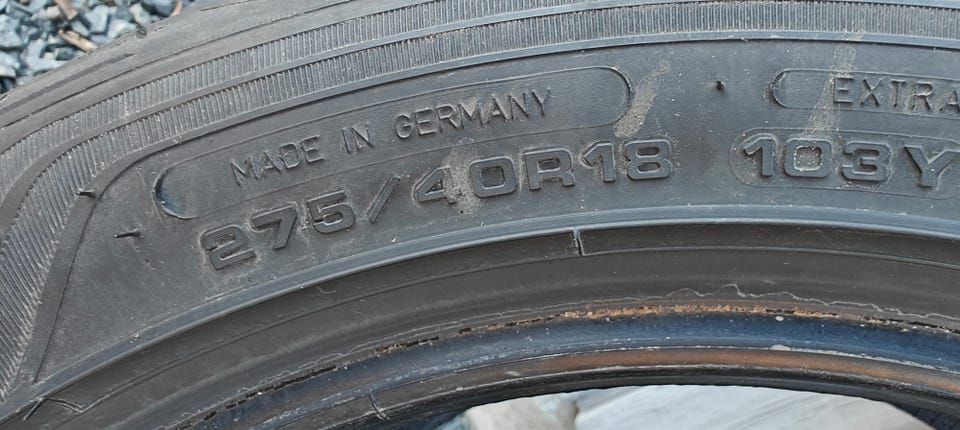 MADE IN GERMANY
EXTRA
275/40R18 103Y